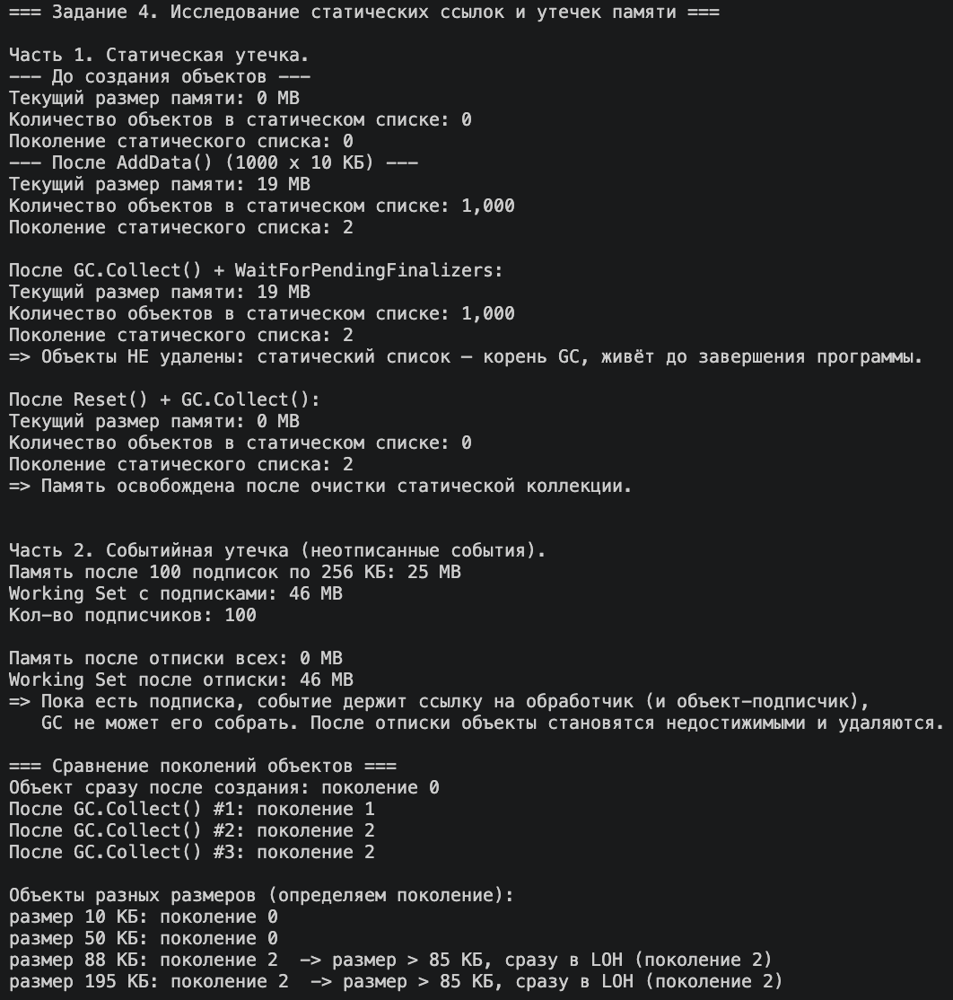 === Задание 4. Исследование статических ссылок и утечек памяти ===
Часть 1. Статическая утечка.
--- До создания объектов ---
Текущий размер памяти: 0 MB
Количество объектов в статическом списке: 0
Поколение статического списка: 0
--- После AddData() (1000 x 10 КБ) ---
Текущий размер памяти: 19 MB
Количество объектов в статическом списке: 1,000
Поколение статического списка: 2
После GC.Collect() + WaitForPendingFinalizers:
Текущий размер памяти: 19 MB
Количество объектов в статическом списке: 1,000
Поколение статического списка: 2
=> Объекты НЕ удалены: статический список — корень GC, живёт до завершения программы.
После Reset() + GC.Collect():
Текущий размер памяти: 0 MB
Количество объектов в статическом списке: 0
Поколение статического списка: 2
=> Память освобождена после очистки статической коллекции.
Часть 2. Событийная утечка (неотписанные события).
Память после 100 подписок по 256 КБ: 25 MB
Working Set с подписками: 46 MB
Кол-во подписчиков: 100
Память после отписки всех: 0 MB
Working Set после отписки: 46 MB
=> Пока есть подписка, событие держит ссылку на обработчик (и объект-подписчик),
GC не может его собрать. После отписки объекты становятся недостижимыми и удаляются.
=== Сравнение поколений объектов ===
Объект сразу после создания: поколение 0
После GC.Collect() #1: поколение 1
После GC.Collect() #2: поколение 2
После GC.Collect() #3: поколение 2
Объекты разных размеров (определяем поколение):
размер 10 КБ: поколение 0
размер 50 КБ: поколение 0
размер 88 КБ: поколение 2  -> размер > 85 КБ, сразу в LOH (поколение 2)
размер 195 КБ: поколение 2  -> размер > 85 КБ, сразу в LOH (поколение 2)